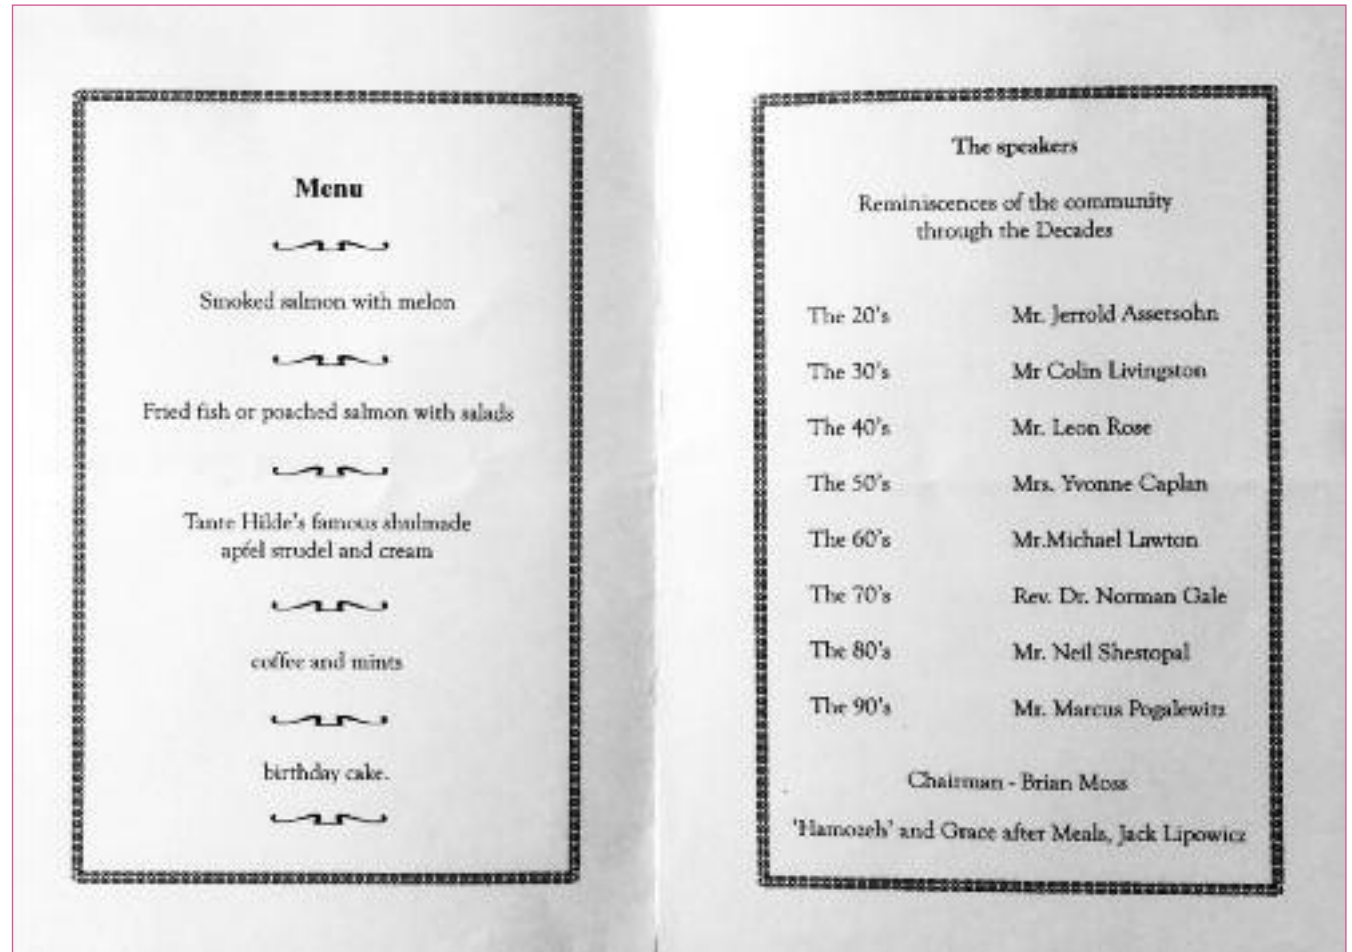 Menu
Smoked salmon with melon
Fried fish or poached salmon with salads
Tante Hilde's famous shulmade
apfel strudel and cream
coffee and mints
birthday cake.
The speakers
Reminiscences of the community
through the Decades
The 20's Mr. Jerrold Assersohn
The 30's Mr Colin Livingston
The 40's Mr. Leon Rose
The 50's Mrs. Yvonne Caplan
The 60's Mr.Michael Lawton
The 70's Rev. Dr. Norman Gale
The 80's Mr. Neil Shestopal
The 90's Mr. Marcus Pogalewitz
Chairman - Brian Moss
'Hamozeh' and Grace after Meals, Jack Lipowicz